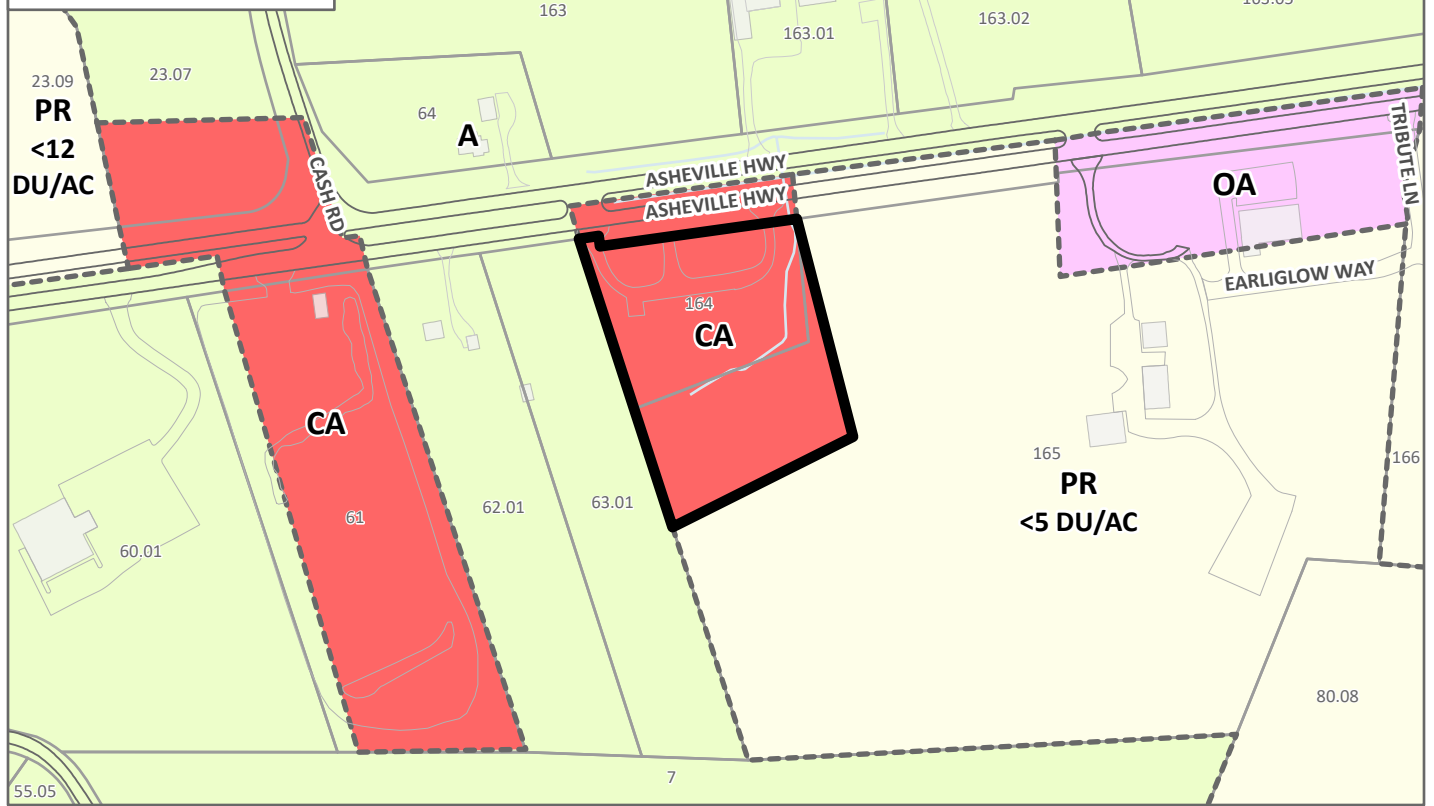 163
163.01
163.02
23.09
23.07
PR
<12
DU/AC
64
A
CASH RD
ASHEVILLE HWY
ASHEVILLE HWY
TRIBUTE LN
OA
EARLIGLOW WAY
164
CA
CA
61
62.01
63.01
60.01
165
PR
<5 DU/AC
166
80.08
7
55.05